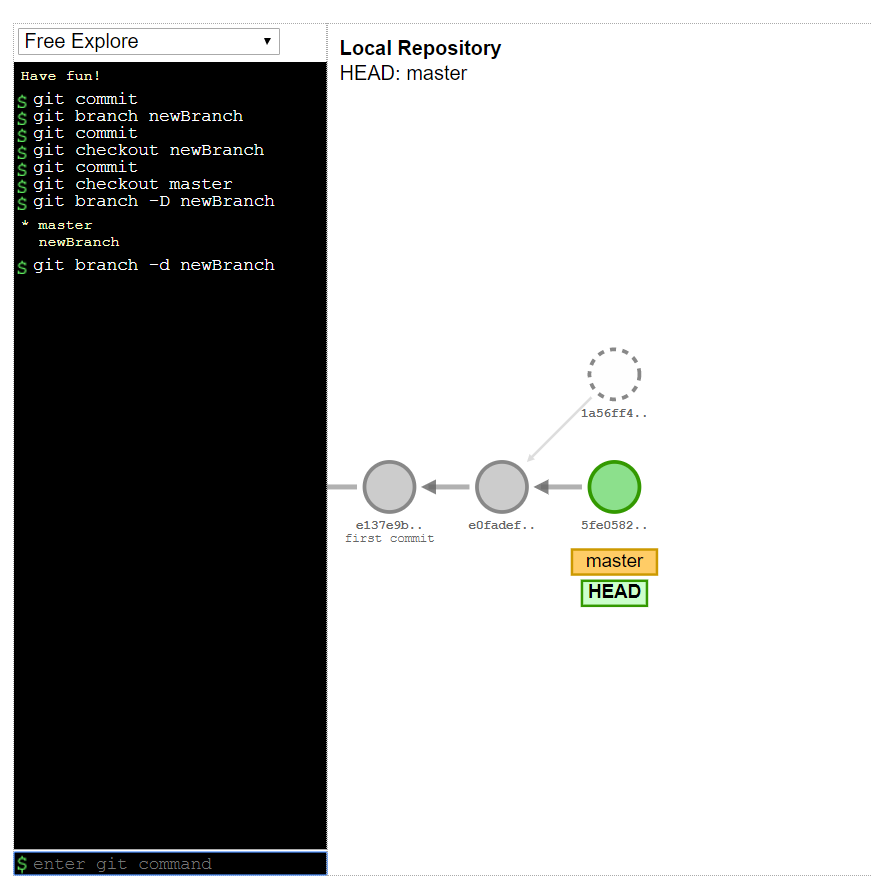 Free Explore
Have fun!
$ git commit
$ git branch newBranch
$ git commit
$ git checkout newBranch
$ git commit
$ git checkout master
$ git branch -D newBranch
* master
newBranch
$ git branch -d newBranch
$ enter git command
Local Repository
HEAD: master
1a56ff4..
e137e9b.. e0fadef.. 5fe0582..
first commit
master
HEAD